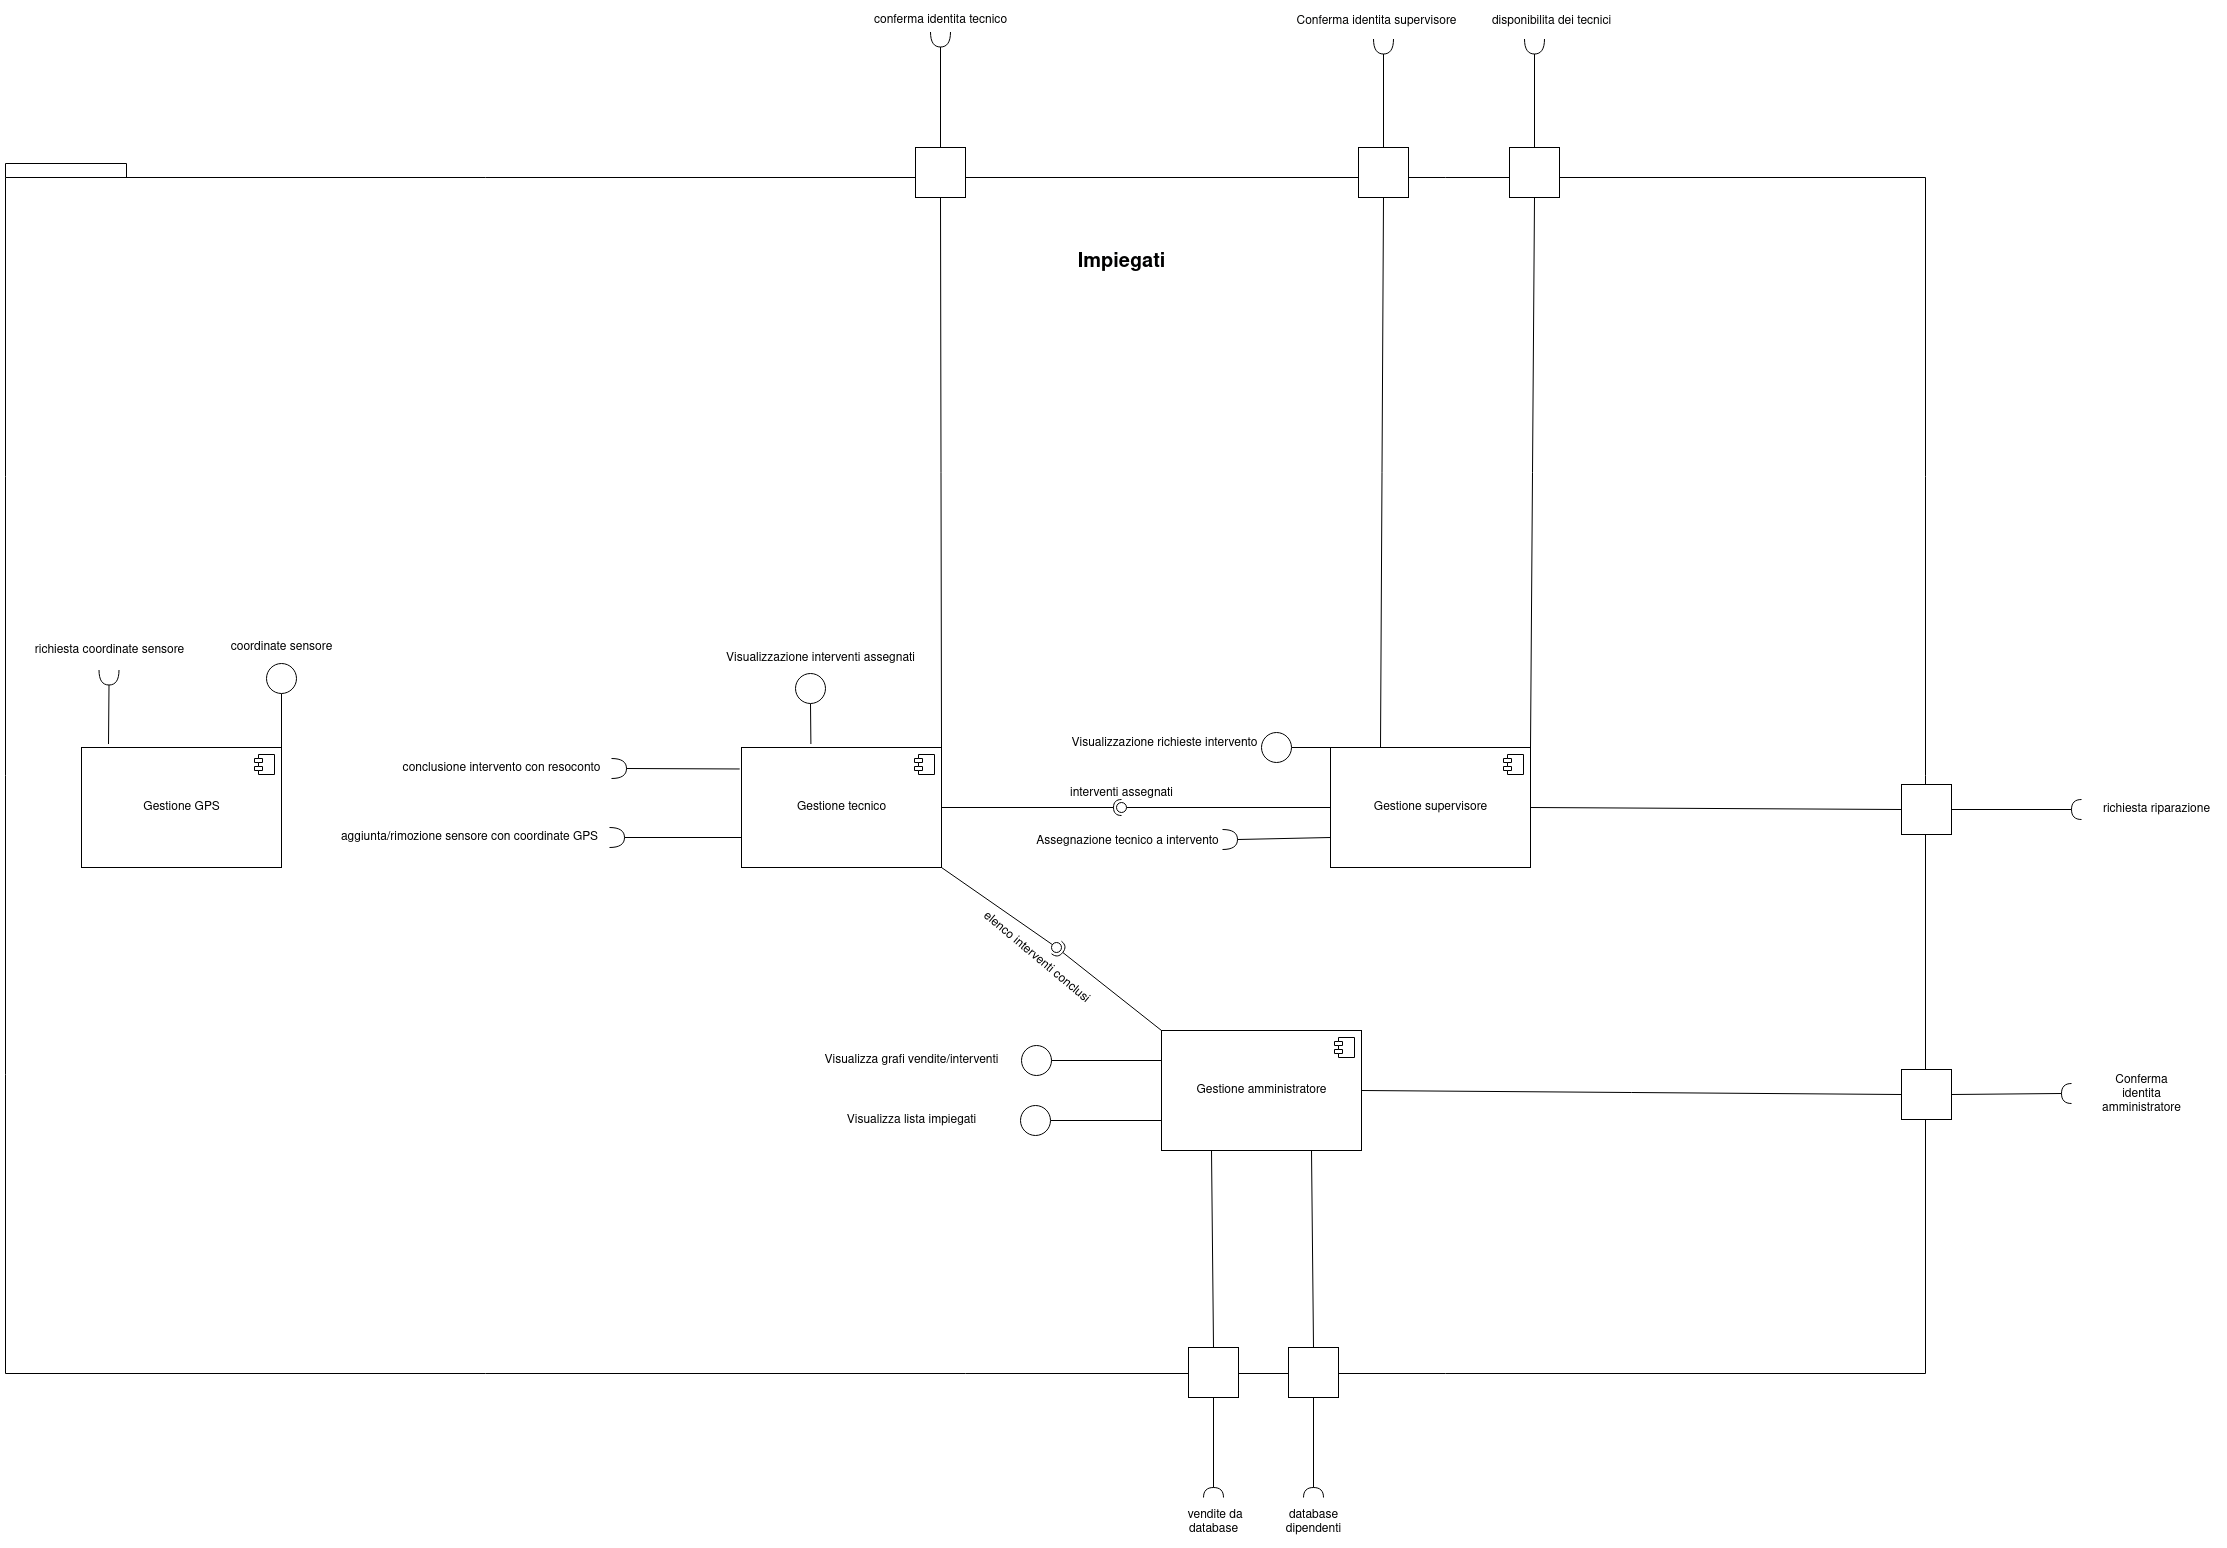 conferma identita tecnico
Conferma identita supervisore
disponibilita dei tecnici
Impiegati
richiesta coordinate sensore
coordinate sensore
Visualizzazione interventi assegnati
Visualizzazione richieste intervento
conclusione intervento con resoconto
interventi assegnati
Gestione GPS
Gestione tecnico
Gestione supervisore
richiesta riparazione
aggiunta/rimozione sensore con coordinate GPS
Assegnazione tecnico a intervento
elenco interventi conclusi
Visualizza grafi vendite/interventi
Gestione amministratore
Conferma
identita
amministratore
Visualizza lista impiegati
vendite da
database
database
dipendenti